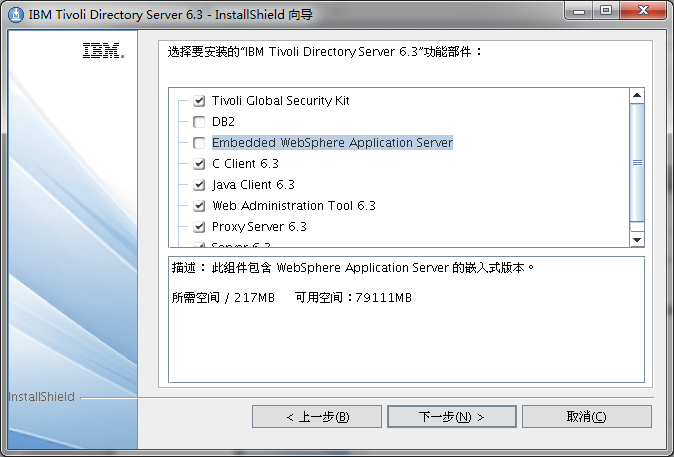 IBM Tivoli Directory Server 6.3 - InstallShield 向导
IBM.
选择要安装的“IBM Tivoli Directory Server 6.3”功能部件：
Tivoli Global Security Kit
DB2
Embedded WebSphere Application Server
C Client 6.3
Java Client 6.3
Web Administration Tool 6.3
Proxy Server 6.3
Server 6.3
描述： 此组件包含 WebSphere Application Server 的嵌入式版本。
所需空间 / 217MB 可用空间：79111MB
InstallShield
< 上一步(B)
下一步(N) >
取消(C)